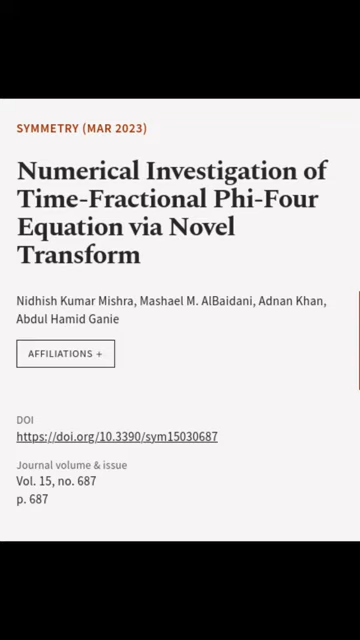 SYMMETRY (MAR 2023)
Numerical Investigation of
Time-Fractional Phi-Four
Equation via Novel
Transform
Nidhish Kumar Mishra, Mashael M. AlBaidani, Adnan Khan,
Abdul Hamid Ganie
AFFILIATIONS +
DOI
https://doi.org/10.3390/sym15030687
Journal volume & issue
Vol. 15, no. 687
p. 687